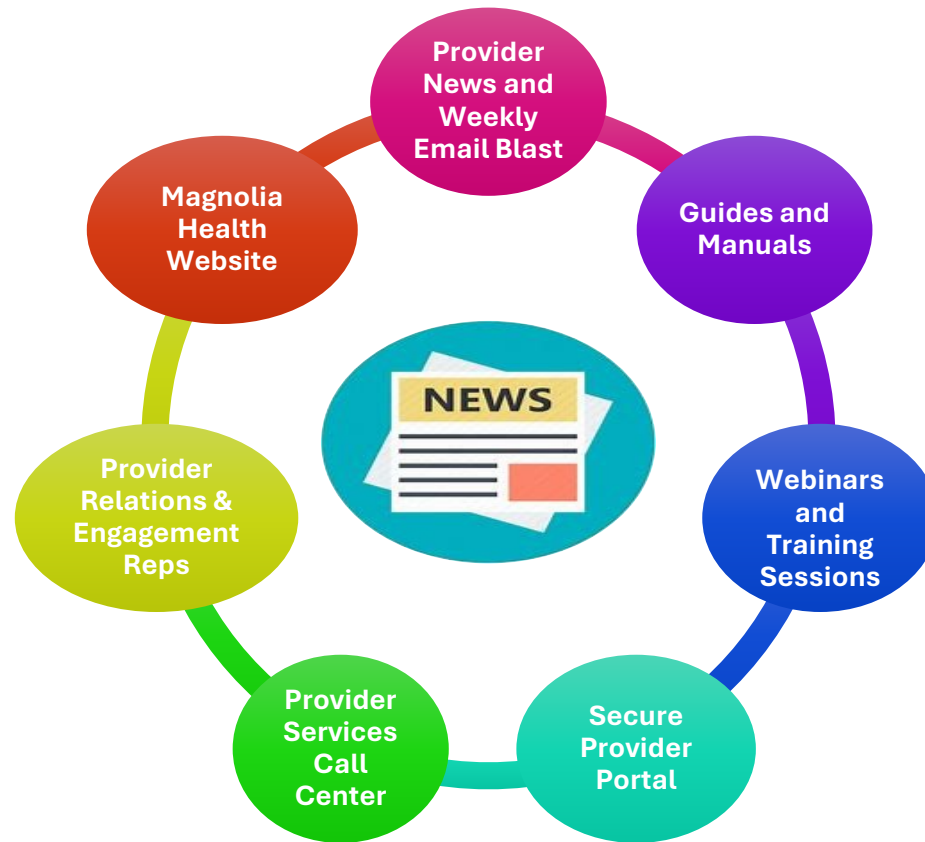 Provider
News and
Weekly
Email Blast
Magnolia
Health
Website
Guides and
Manuals
NEWS
Provider
Relations &
Engagement
Reps
Webinars
and
Training
Sessions
Provider
Services
Call
Center
Secure
Provider
Portal